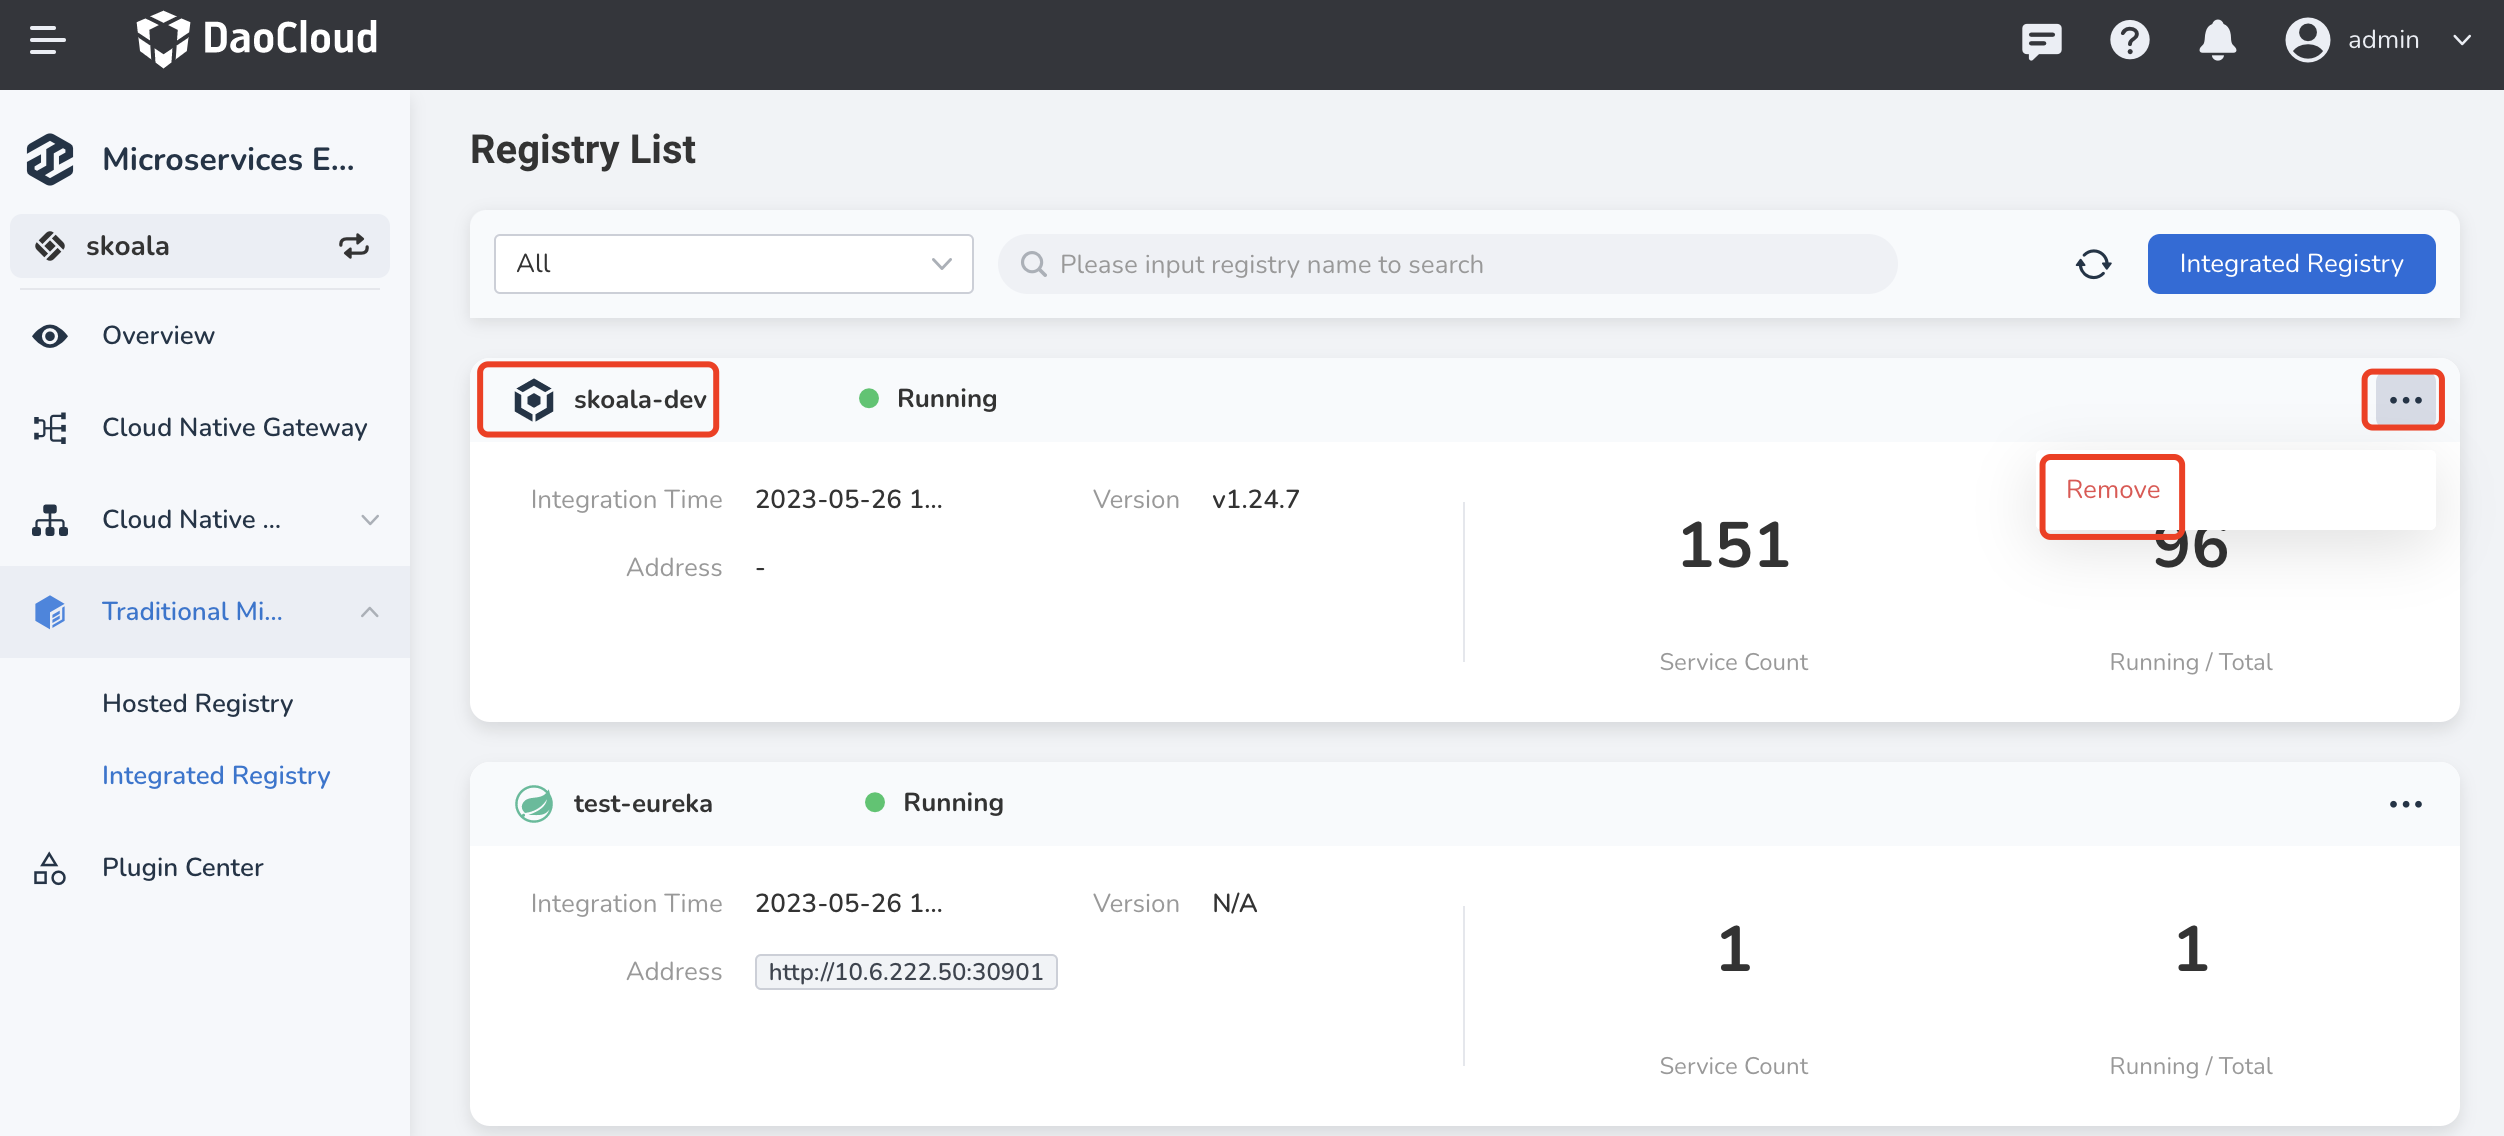 DaoCloud
admin
Microservices E...
skoala
Overview
Cloud Native Gateway
Cloud Native ...
Traditional Mi...
Hosted Registry
Integrated Registry
Plugin Center
Registry List
All
Please input registry name to search
Integrated Registry
skoala-dev
Running
Remove
Integration Time 2023-05-26 1...
Version v1.24.7
Address -
151
Service Count
96
Running / Total
test-eureka
Running
Integration Time 2023-05-26 1...
Version N/A
Address http://10.6.222.50:30901
1
Service Count
1
Running / Total